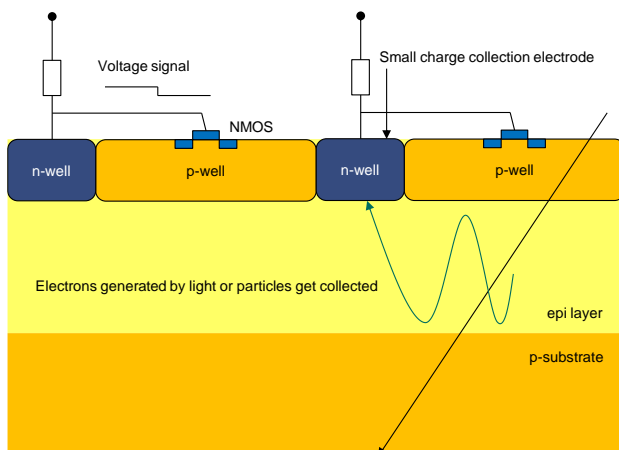 Voltage signal
Small charge collection electrode
NMOS
n-well
p-well
n-well
p-well
Electrons generated by light or particles get collected
epi layer
p-substrate